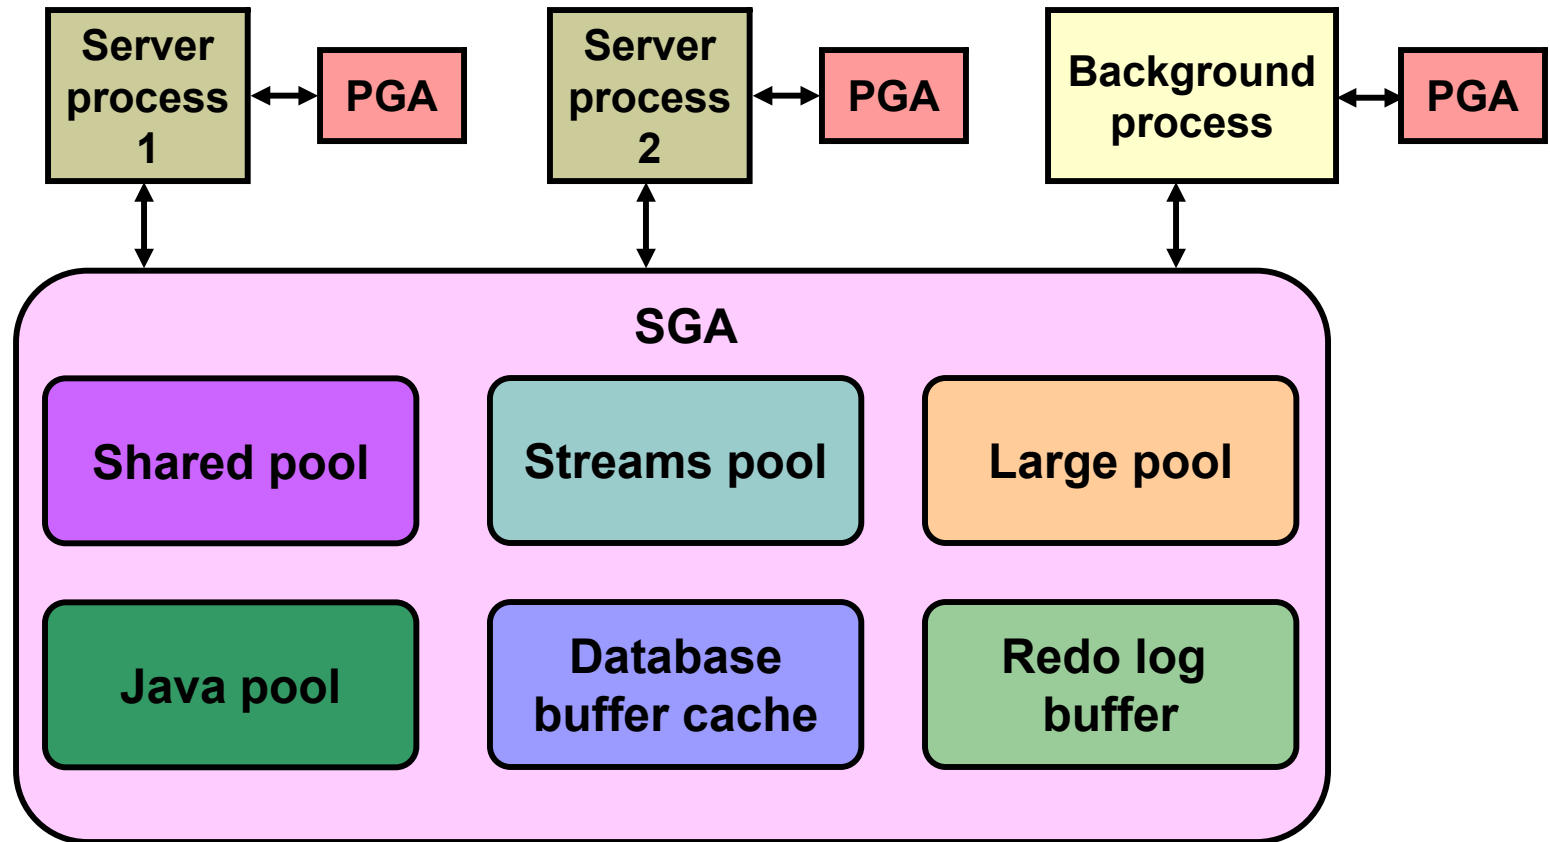 Server
process
1
PGA
Server
process
2
PGA
Background
process
PGA
SGA
Shared pool
Streams pool
Large pool
Java pool
Database
buffer cache
Redo log
buffer